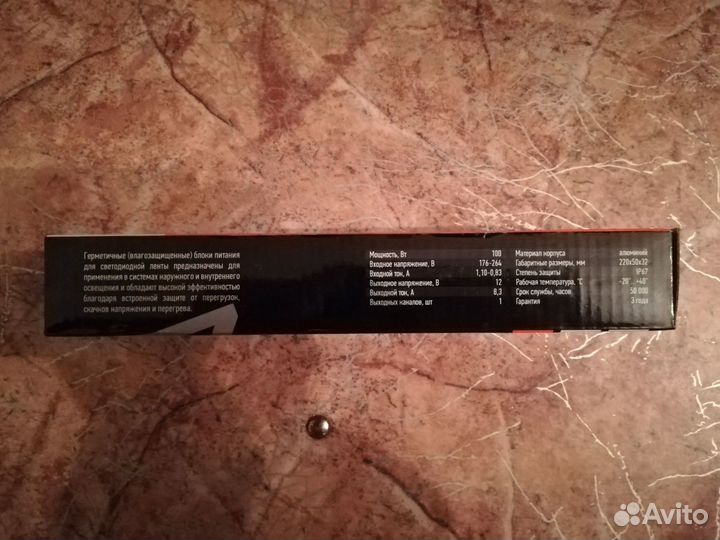 Герметичные (влагозащищенные) блоки питания
для светодиодной ленты предназначены для
применения в системах наружного и внутреннего
освещения и обладают высокой эффективностью
благодаря встроенной защите от перегрузок,
скачков напряжения и перегрева.
Мощность, Вт 100
Входное напряжение, В 176-264
Входной ток, А 1,10-0,83
Выходное напряжение, В 12
Выходной ток, А 8,3
Выходных каналов, шт 1
Материал корпуса алюминий
Габаритные размеры, мм 220x50x32
Степень защиты IP67
Рабочая температура, °С -20°...+40°
Срок службы, часов 50 000
Гарантия 3 года
Avito